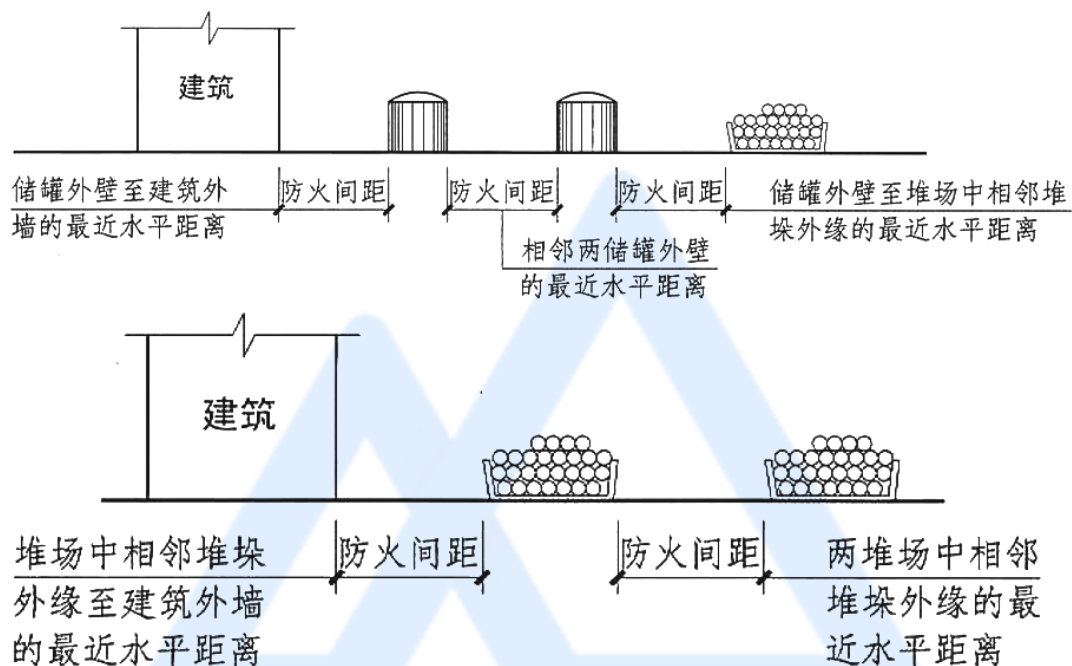 建筑
储罐外壁至建筑外
墙的最近水平距离
防火间距
防火间距
防火间距
储罐外壁至堆场中相邻堆
垛外缘的最近水平距离
相邻两储罐外壁
的最近水平距离
建筑
堆场中相邻堆垛
外缘至建筑外墙
的最近水平距离
防火间距
防火间距
两堆场中相邻
堆垛外缘的最
近水平距离